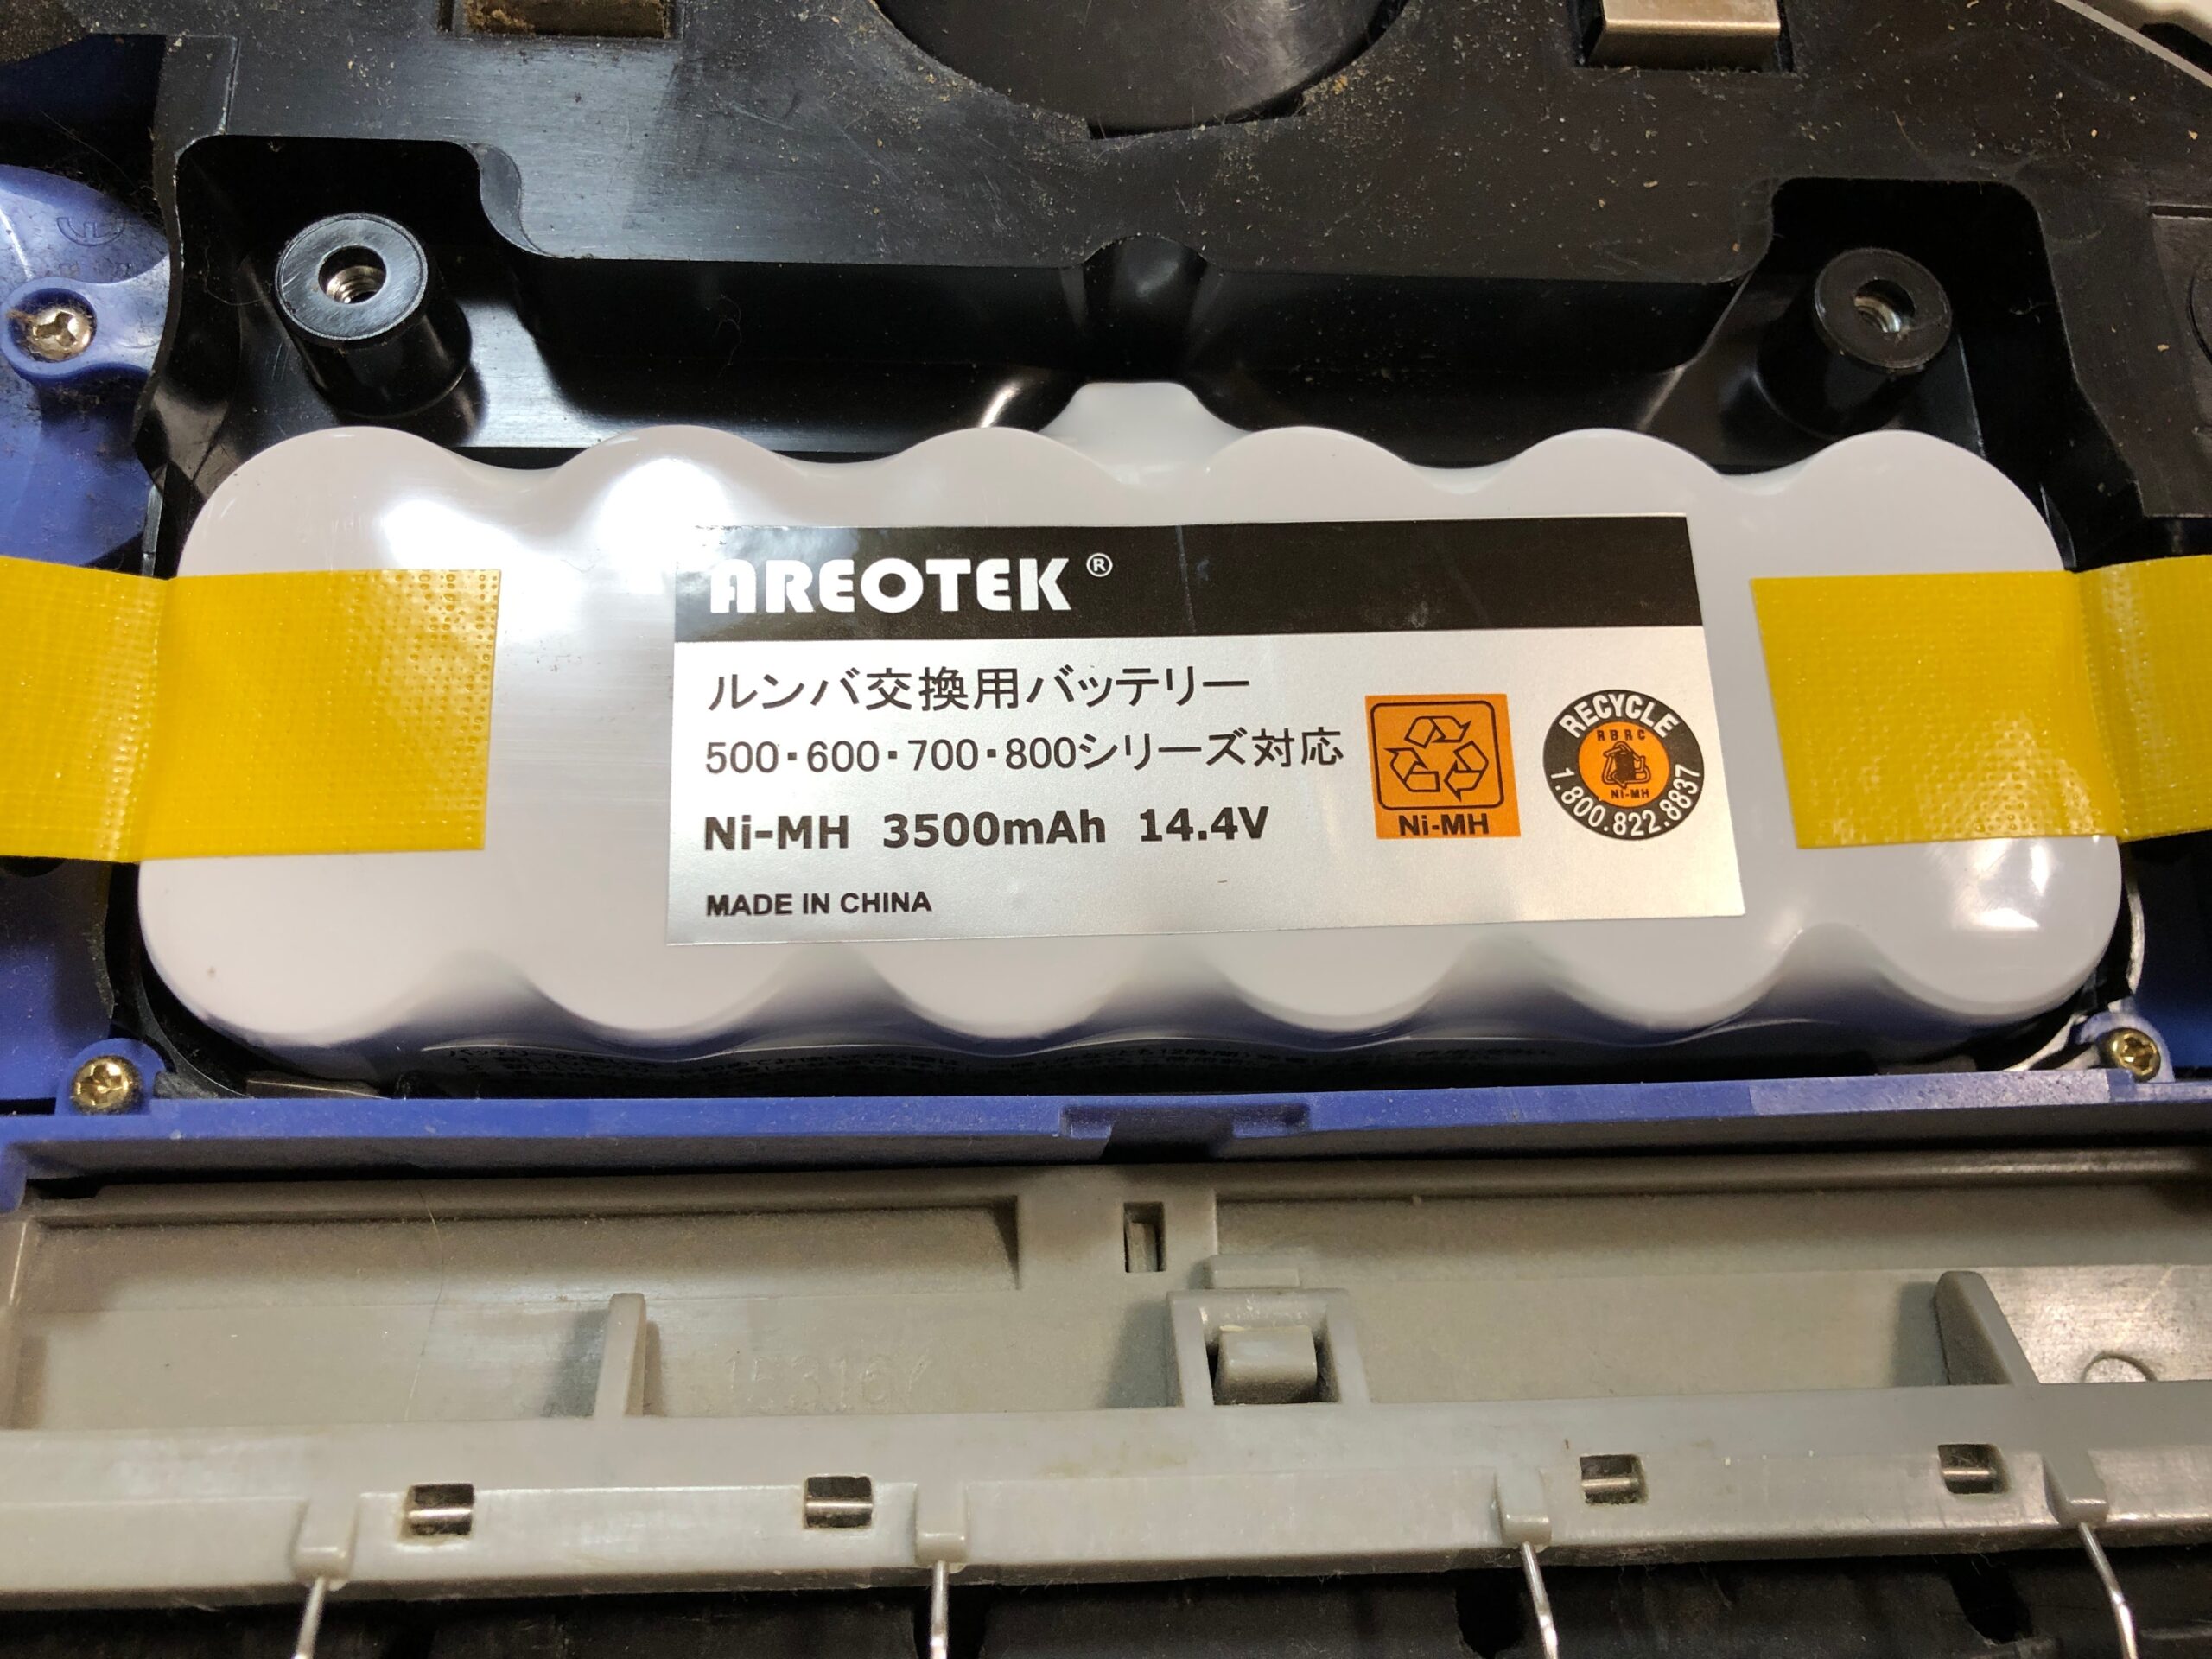 AREOTEK®
ルンバ交換用バッテリー
500・600・700・800シリーズ対応
Ni-MH 3500mAh 14.4V
MADE IN CHINA
Ni-MH
RECYCLE
RBRC
Ni-MH
1.800.822.8837